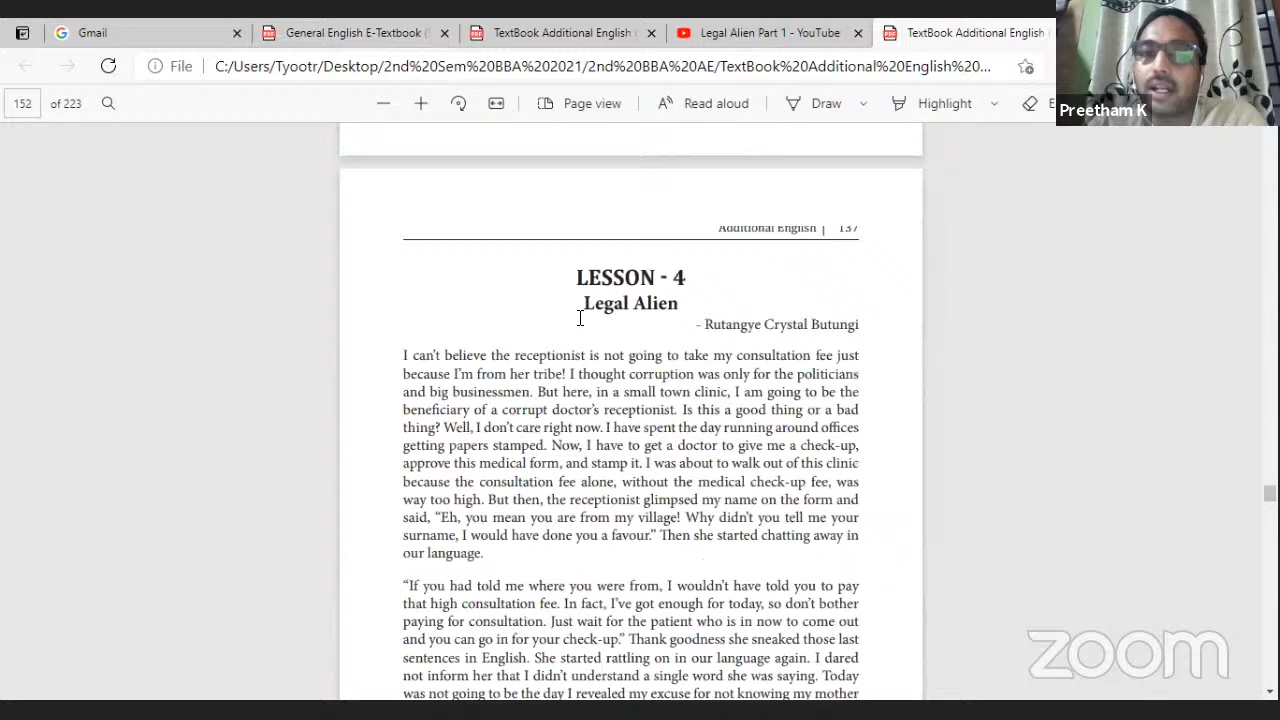 Gmail
General English E-Textbook (
TextBook Additional English
Legal Alien Part 1 - YouTube
TextBook Additional English
File
C:/Users/Tyootr/Desktop/2nd%20Sem%20BBA%202021/2nd%20BBA%20AE/TextBook%20Additional%20English%20...
152 of 223
Page view
Read aloud
Draw
Highlight
Preetham K
Additional English | 137
LESSON - 4
Legal Alien
- Rutangye Crystal Butungi
I can't believe the receptionist is not going to take my consultation fee just
because I'm from her tribe! I thought corruption was only for the politicians
and big businessmen. But here, in a small town clinic, I am going to be the
beneficiary of a corrupt doctor's receptionist. Is this a good thing or a bad
thing? Well, I don't care right now. I have spent the day running around offices
getting papers stamped. Now, I have to get a doctor to give me a check-up,
approve this medical form, and stamp it. I was about to walk out of this clinic
because the consultation fee alone, without the medical check-up fee, was
way too high. But then, the receptionist glimpsed my name on the form and
said, “Eh, you mean you are from my village! Why didn't you tell me your
surname, I would have done you a favour.” Then she started chatting away in
our language.
“If you had told me where you were from, I wouldn't have told you to pay
that high consultation fee. In fact, I've got enough for today, so don't bother
paying for consultation. Just wait for the patient who is in now to come out
and you can go in for your check-up.” Thank goodness she sneaked those last
sentences in English. She started rattling on in our language again. I dared
not inform her that I didn't understand a single word she was saying. Today
was not going to be the day I revealed my excuse for not knowing my mother
zoom